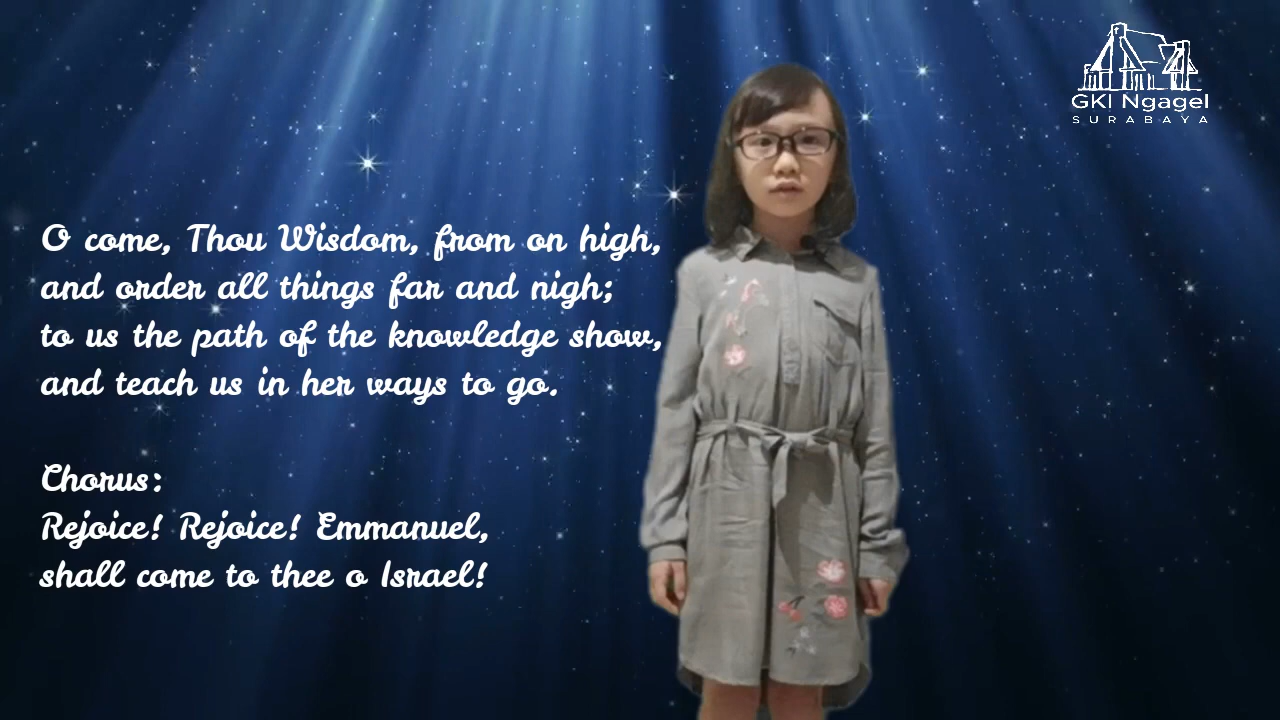 O come, Thou Wisdom, from on high,
and order all things far and nigh;
to us the path of the knowledge show,
and teach us in her ways to go.
Chorus:
Rejoice! Rejoice! Emmanuel,
shall come to thee o Israel!
GKI Ngagel
SURABAYA